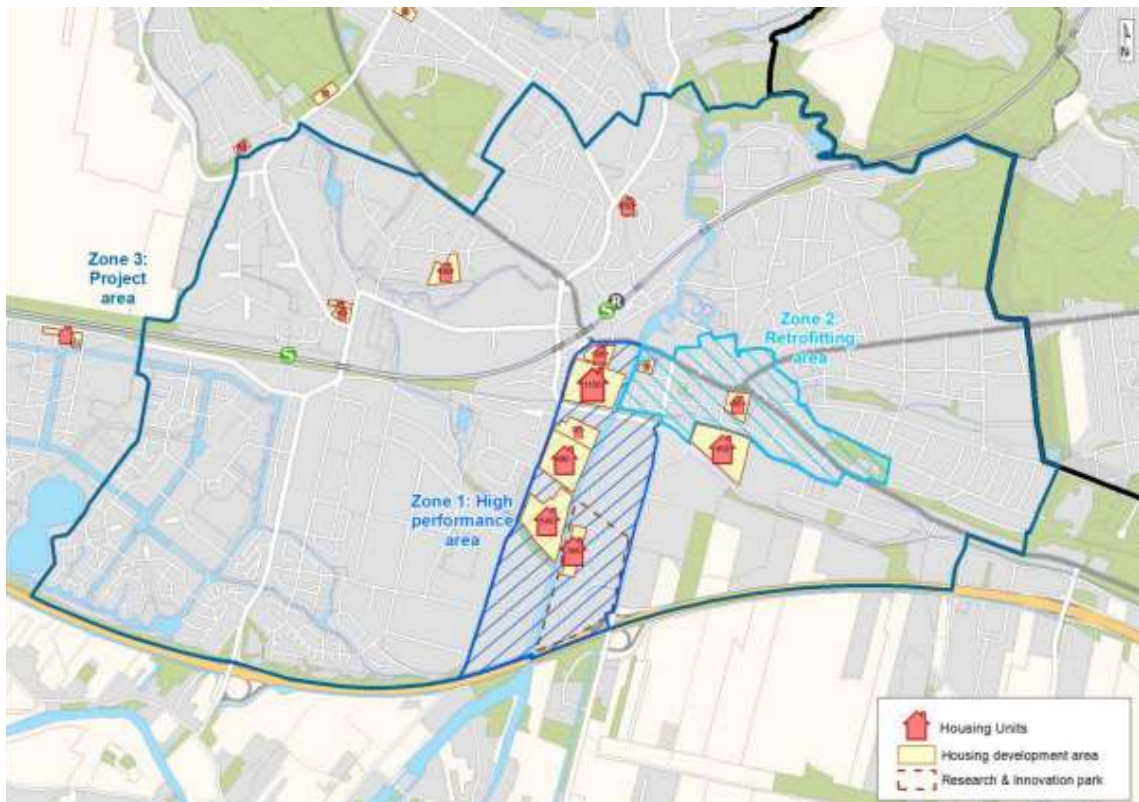 N
Zone 3:
Project
area
S
R
S
Zone 2:
Retrofitting
area
Zone 1: High
performance
area
Housing Units
Housing development area
Research & Innovation park